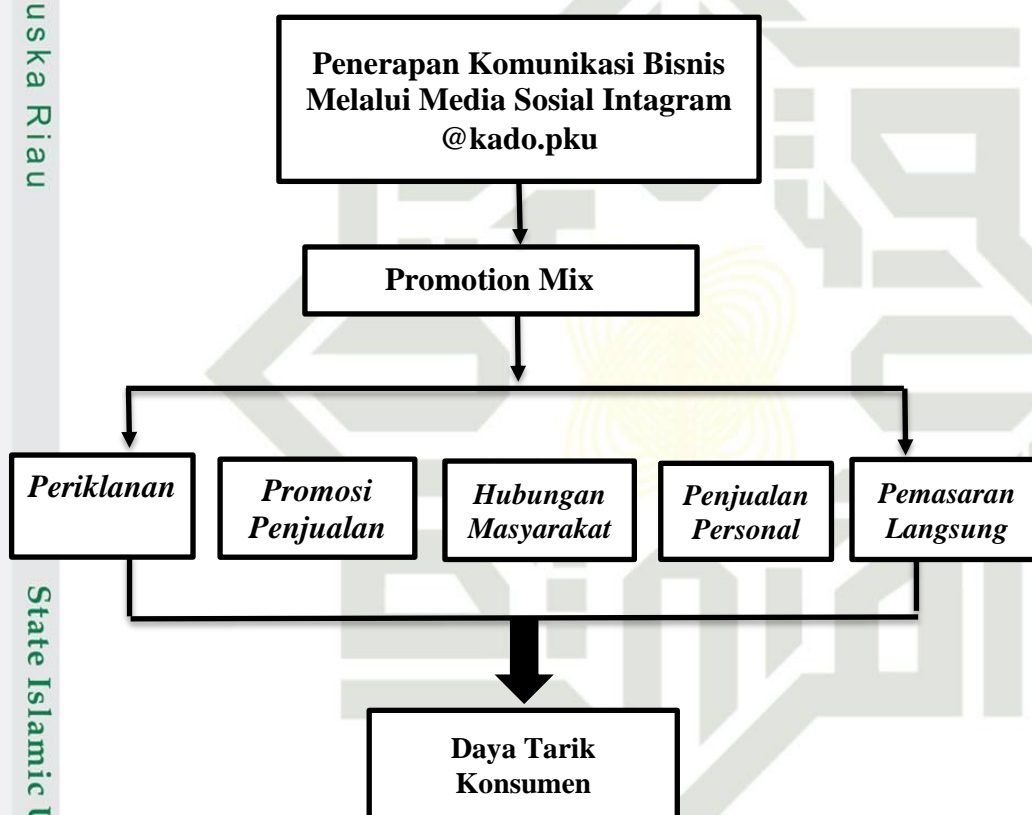 uska Riau
State Islamic U
Penerapan Komunikasi Bisnis
Melalui Media Sosial Intagram
@kado.pku
Promotion Mix
Periklanan
Promosi
Penjualan
Hubungan
Masyarakat
Penjualan
Personal
Pemasaran
Langsung
Daya Tarik
Konsumen